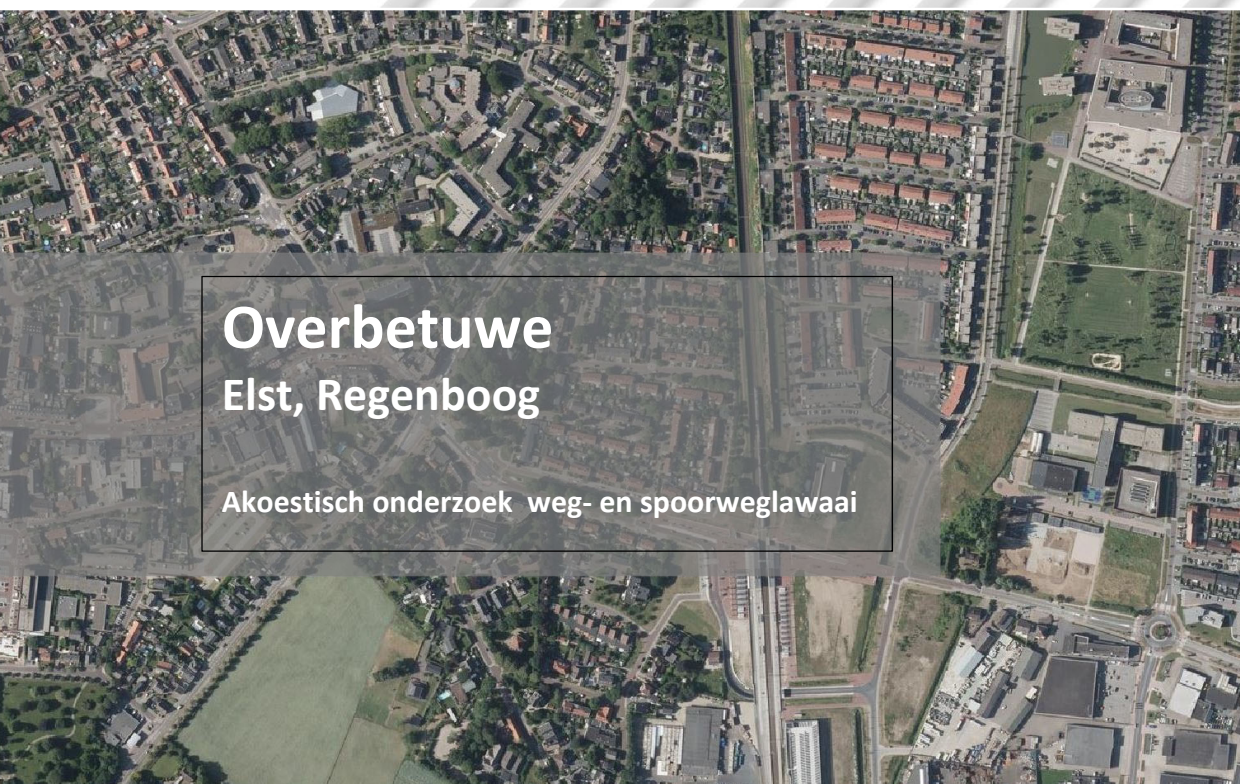 Overbetuwe
Elst, Regenboog
Akoestisch onderzoek weg- en spoorweglawaai